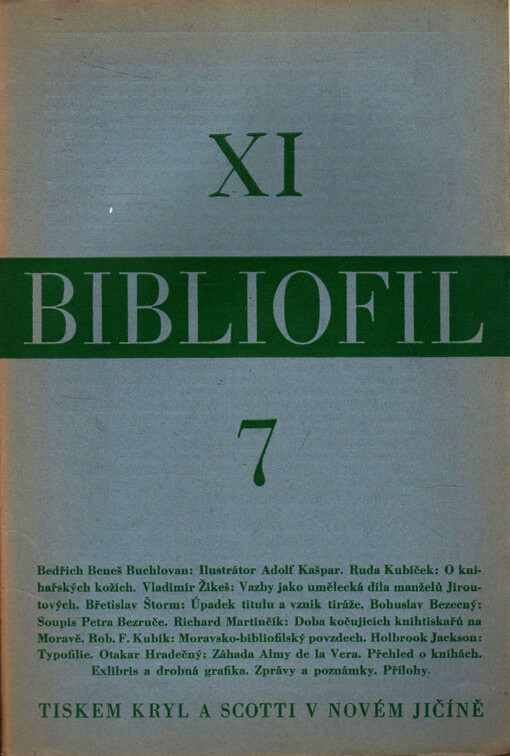 XI
BIBLIOFIL
7
Bedřich Beneš Buchlovan: Ilustrátor Adolf Kašpar. Ruda Kubíček: O kni-
hařských kožích. Vladimír Žikeš: Vazby jako umělecká díla manželů Jirou-
tových. Břetislav Štorm: Úpadek titulu a vznik tiráže. Bohuslav Bezecný:
Soupis Petra Bezruče. Richard Martinčík: Doba kočujících knihtiskařů na
Moravě. Rob. F. Kubík: Moravsko-bibliofilský povzdech. Holbrook Jackson:
Typofilie. Otakar Hradečný: Záhada Almy de la Vera. Přehled o knihách.
Exlibris a drobná grafika. Zprávy a poznámky. Přílohy.
TISKEM KRYL A SCOTTI V NOVÉM JIČÍNĚ